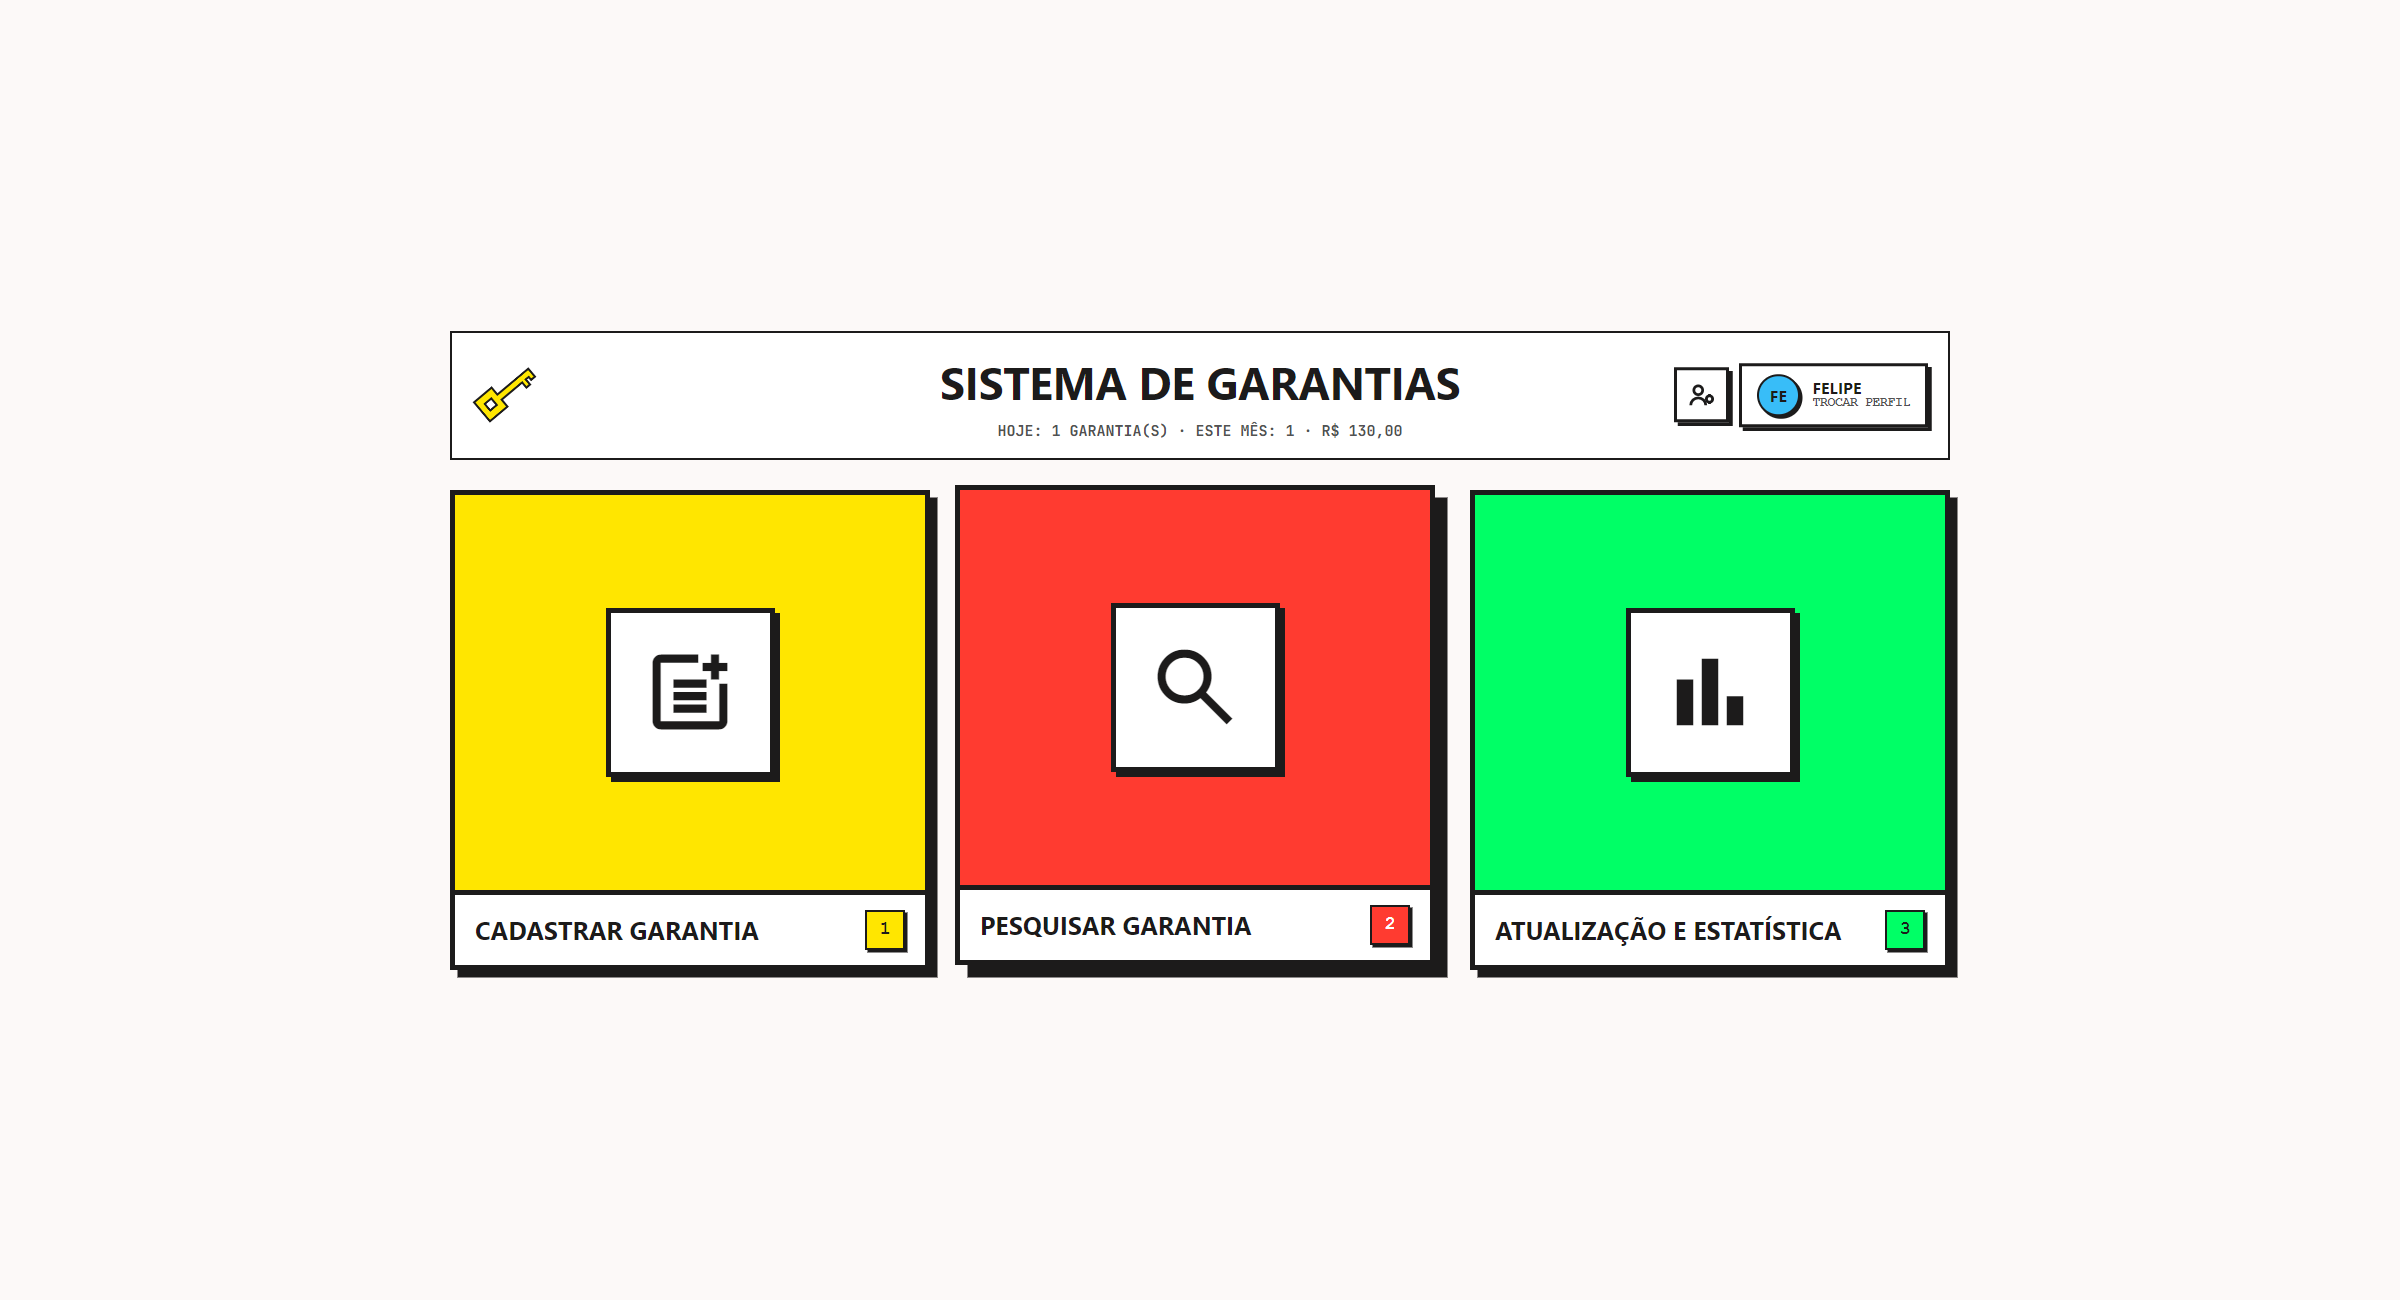 SISTEMA DE GARANTIAS
HOJE: 1 GARANTIA(S) · ESTE MÊS: 1 · R$ 130,00
FE
FELIPE
TROCAR PERFIL
CADASTRAR GARANTIA
1
PESQUISAR GARANTIA
2
ATUALIZAÇÃO E ESTATÍSTICA
3